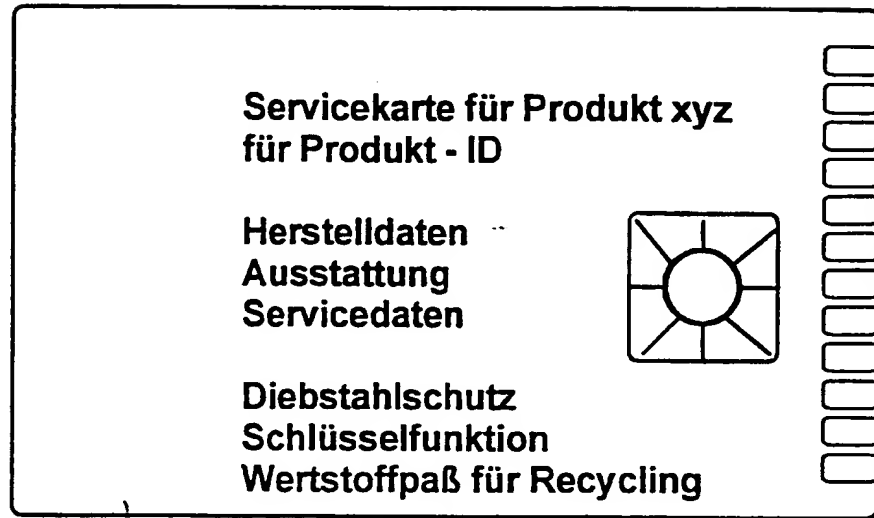 Servicekarte für Produkt xyz
für Produkt - ID
Herstelldaten
Ausstattung
Servicedaten
Diebstahlschutz
Schlüsselfunktion
Wertstoffpaß für Recycling